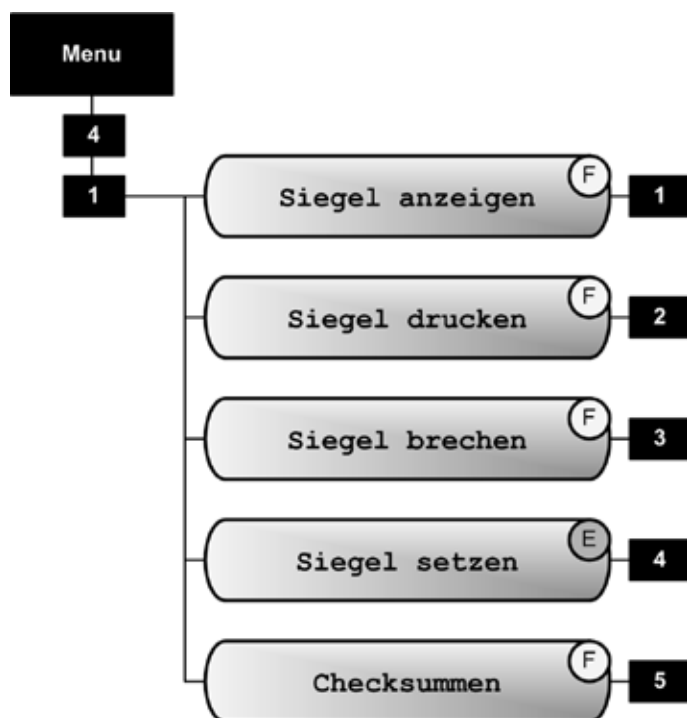 Menu
4
1
Siegel anzeigen F 1
Siegel drucken F 2
Siegel brechen F 3
Siegel setzen E 4
Checksummen F 5